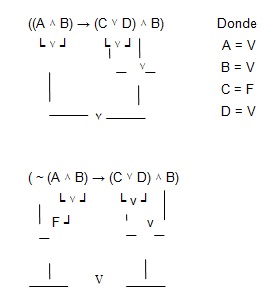 ((A ^ B) → (C ˅ D) ^ B) Donde
˅ ˅ A = V
˅ B = V
C = F
˅ D = V
( ~ (A ^ B) → (C ˅ D) ^ B)
˅ v
F v
V